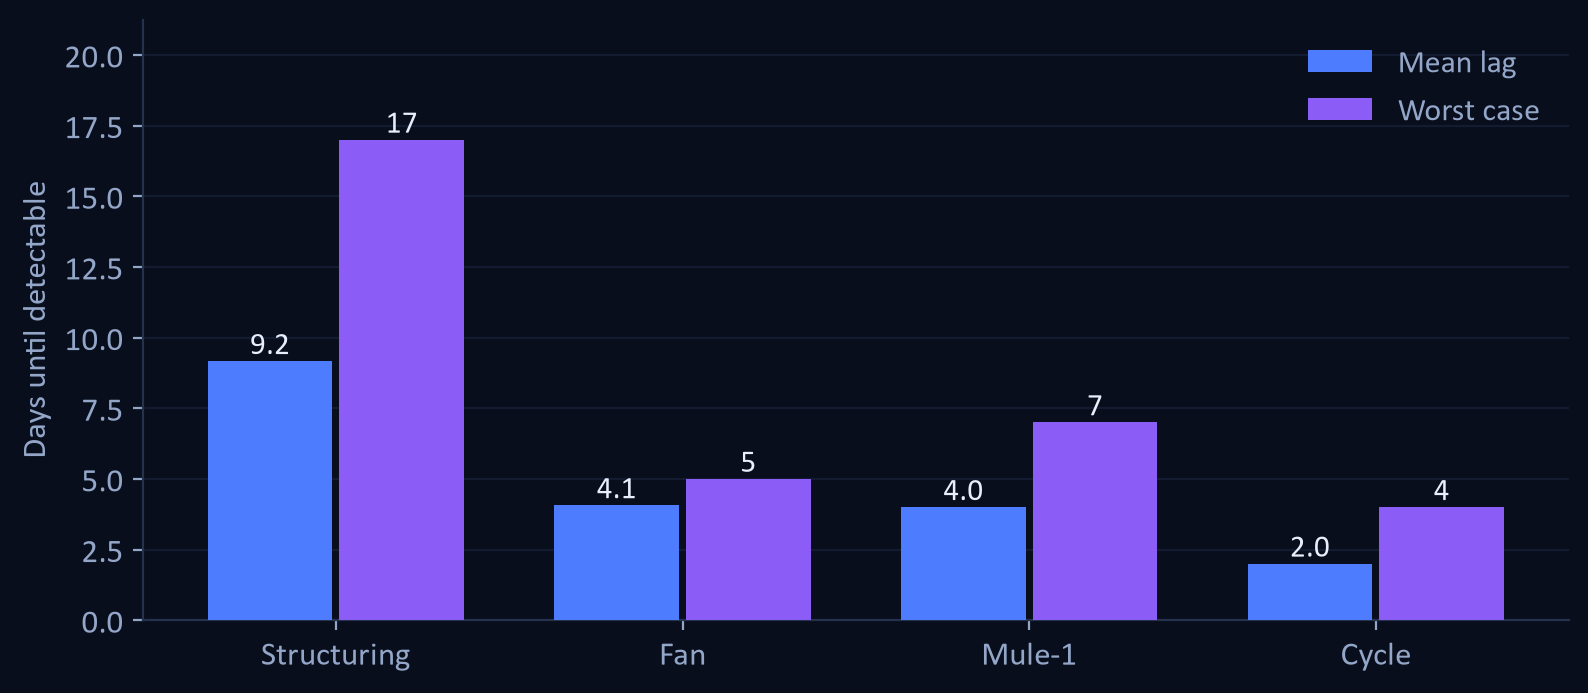 20.0
17.5
15.0
12.5
10.0
7.5
5.0
2.5
0.0
Days until detectable
Mean lag
Worst case
9.2
17
4.1
5
4.0
7
2.0
4
Structuring
Fan
Mule-1
Cycle